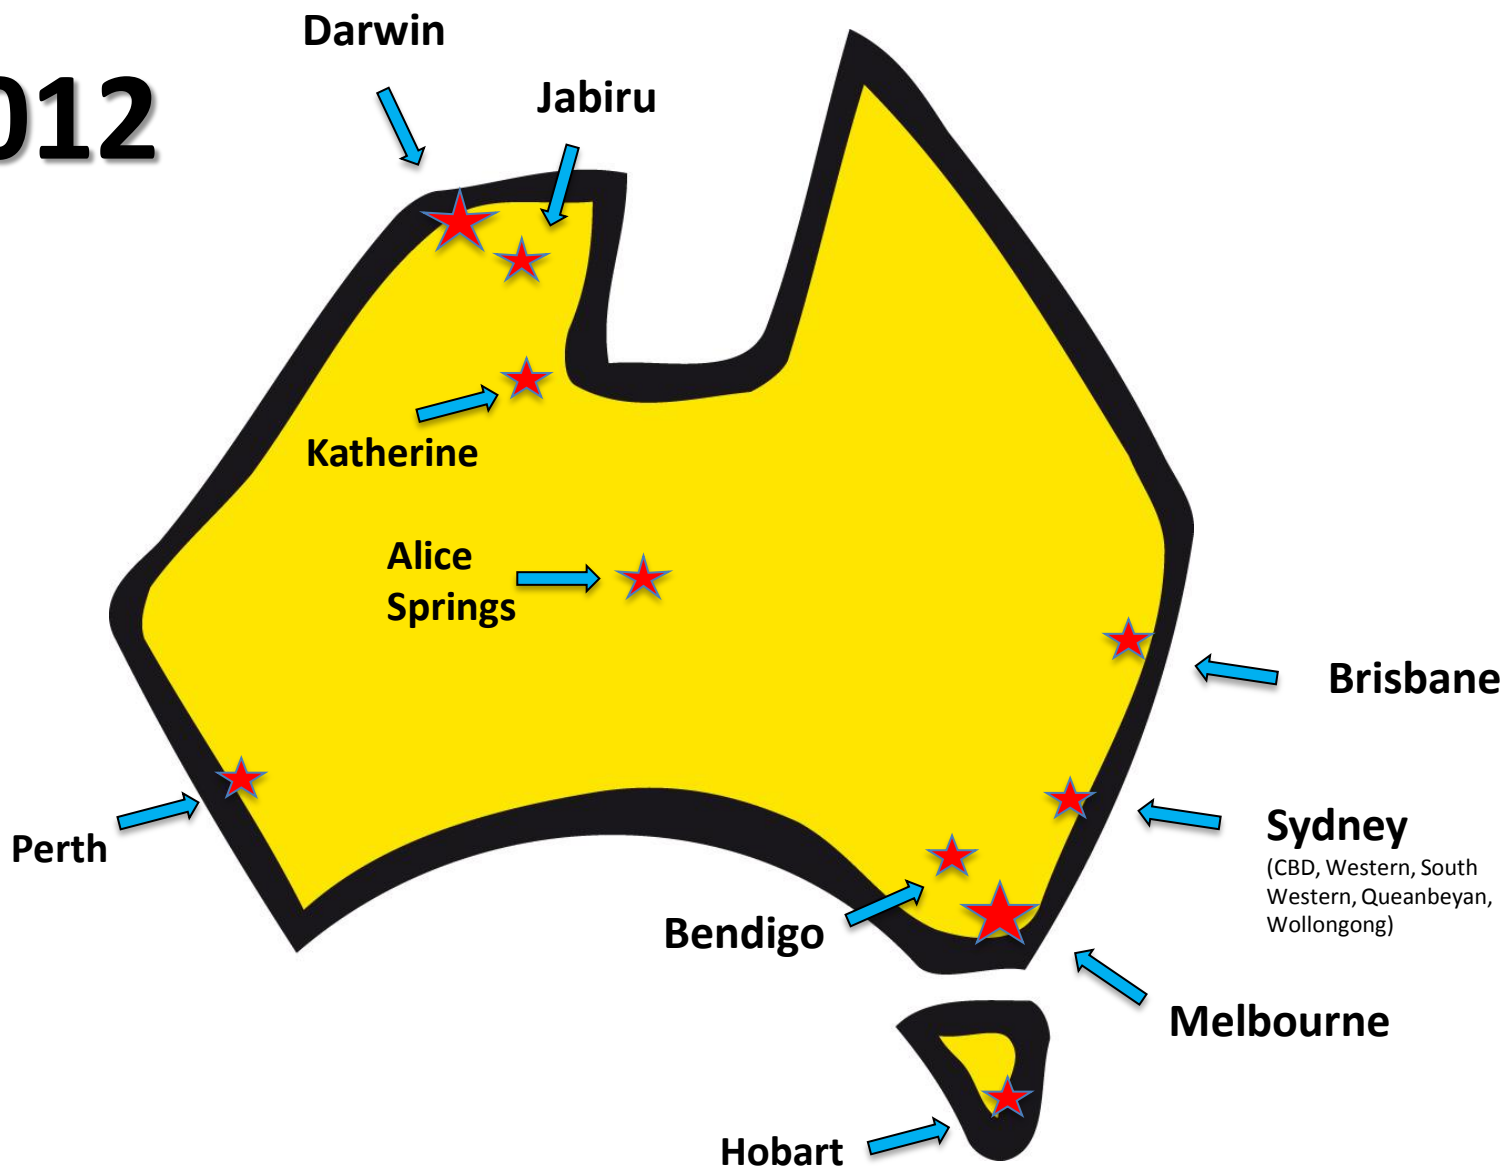 Darwin
012
Jabiru
Katherine
Alice
Springs
Brisbane
Perth
Sydney
(CBD, Western, South
Western, Queanbeyan,
Wollongong)
Bendigo
Melbourne
Hobart